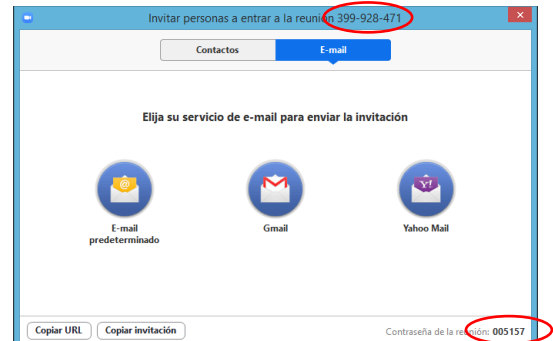 Invitar personas a entrar a la reunión 399-928-471
Contactos
E-mail
Elija su servicio de e-mail para enviar la invitación
E-mail
predeterminado
Gmail
Yahoo Mail
Copiar URL
Copiar invitación
Contraseña de la reunión: 005157